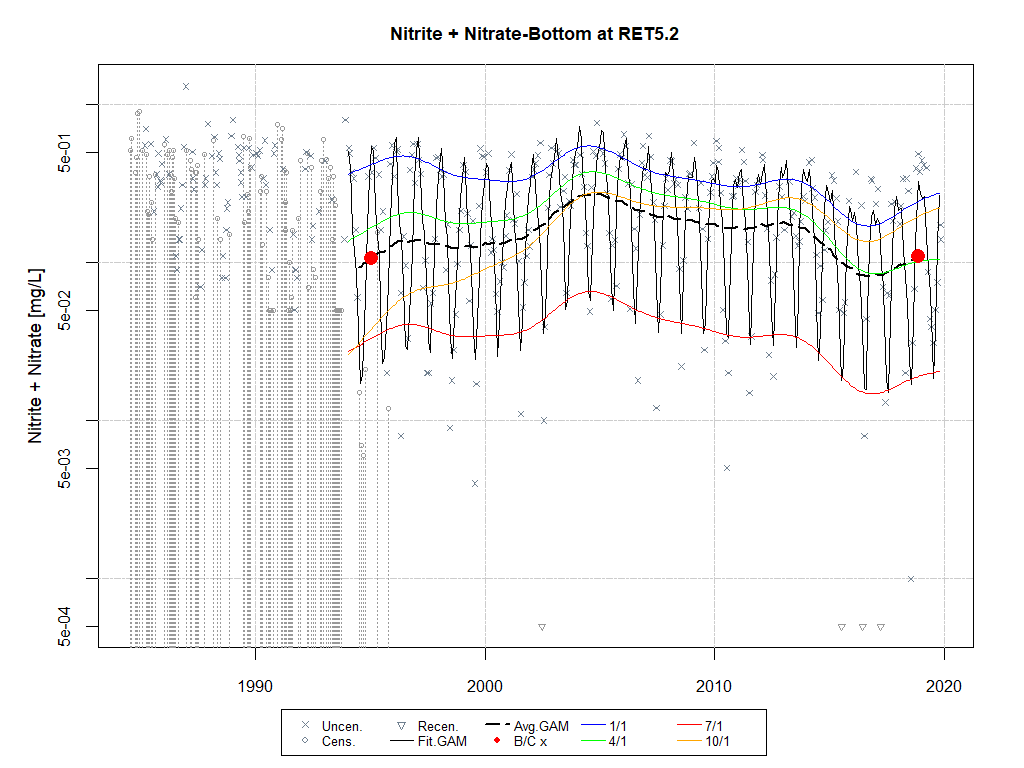 Nitrite + Nitrate-Bottom at RET5.2
Nitrite + Nitrate [mg/L]
5e-01
5e-02
5e-03
5e-04
1990 2000 2010 2020
Uncen. Recen. Avg.GAM 1/1 7/1
Cens. Fit.GAM B/C x 4/1 10/1